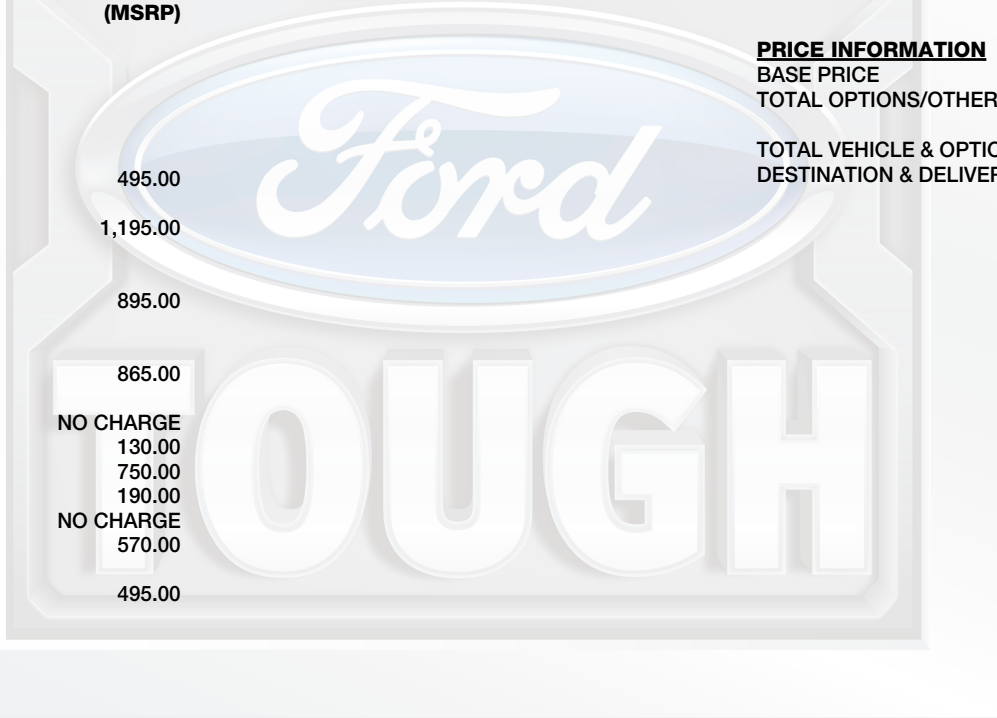 (MSRP)
495.00
1,195.00
895.00
865.00
NO CHARGE
130.00
750.00
190.00
NO CHARGE
570.00
495.00
PRICE INFORMATION
BASE PRICE
TOTAL OPTIONS/OTHER
TOTAL VEHICLE & OPTIO
DESTINATION & DELIVER
Ford
TOUGH